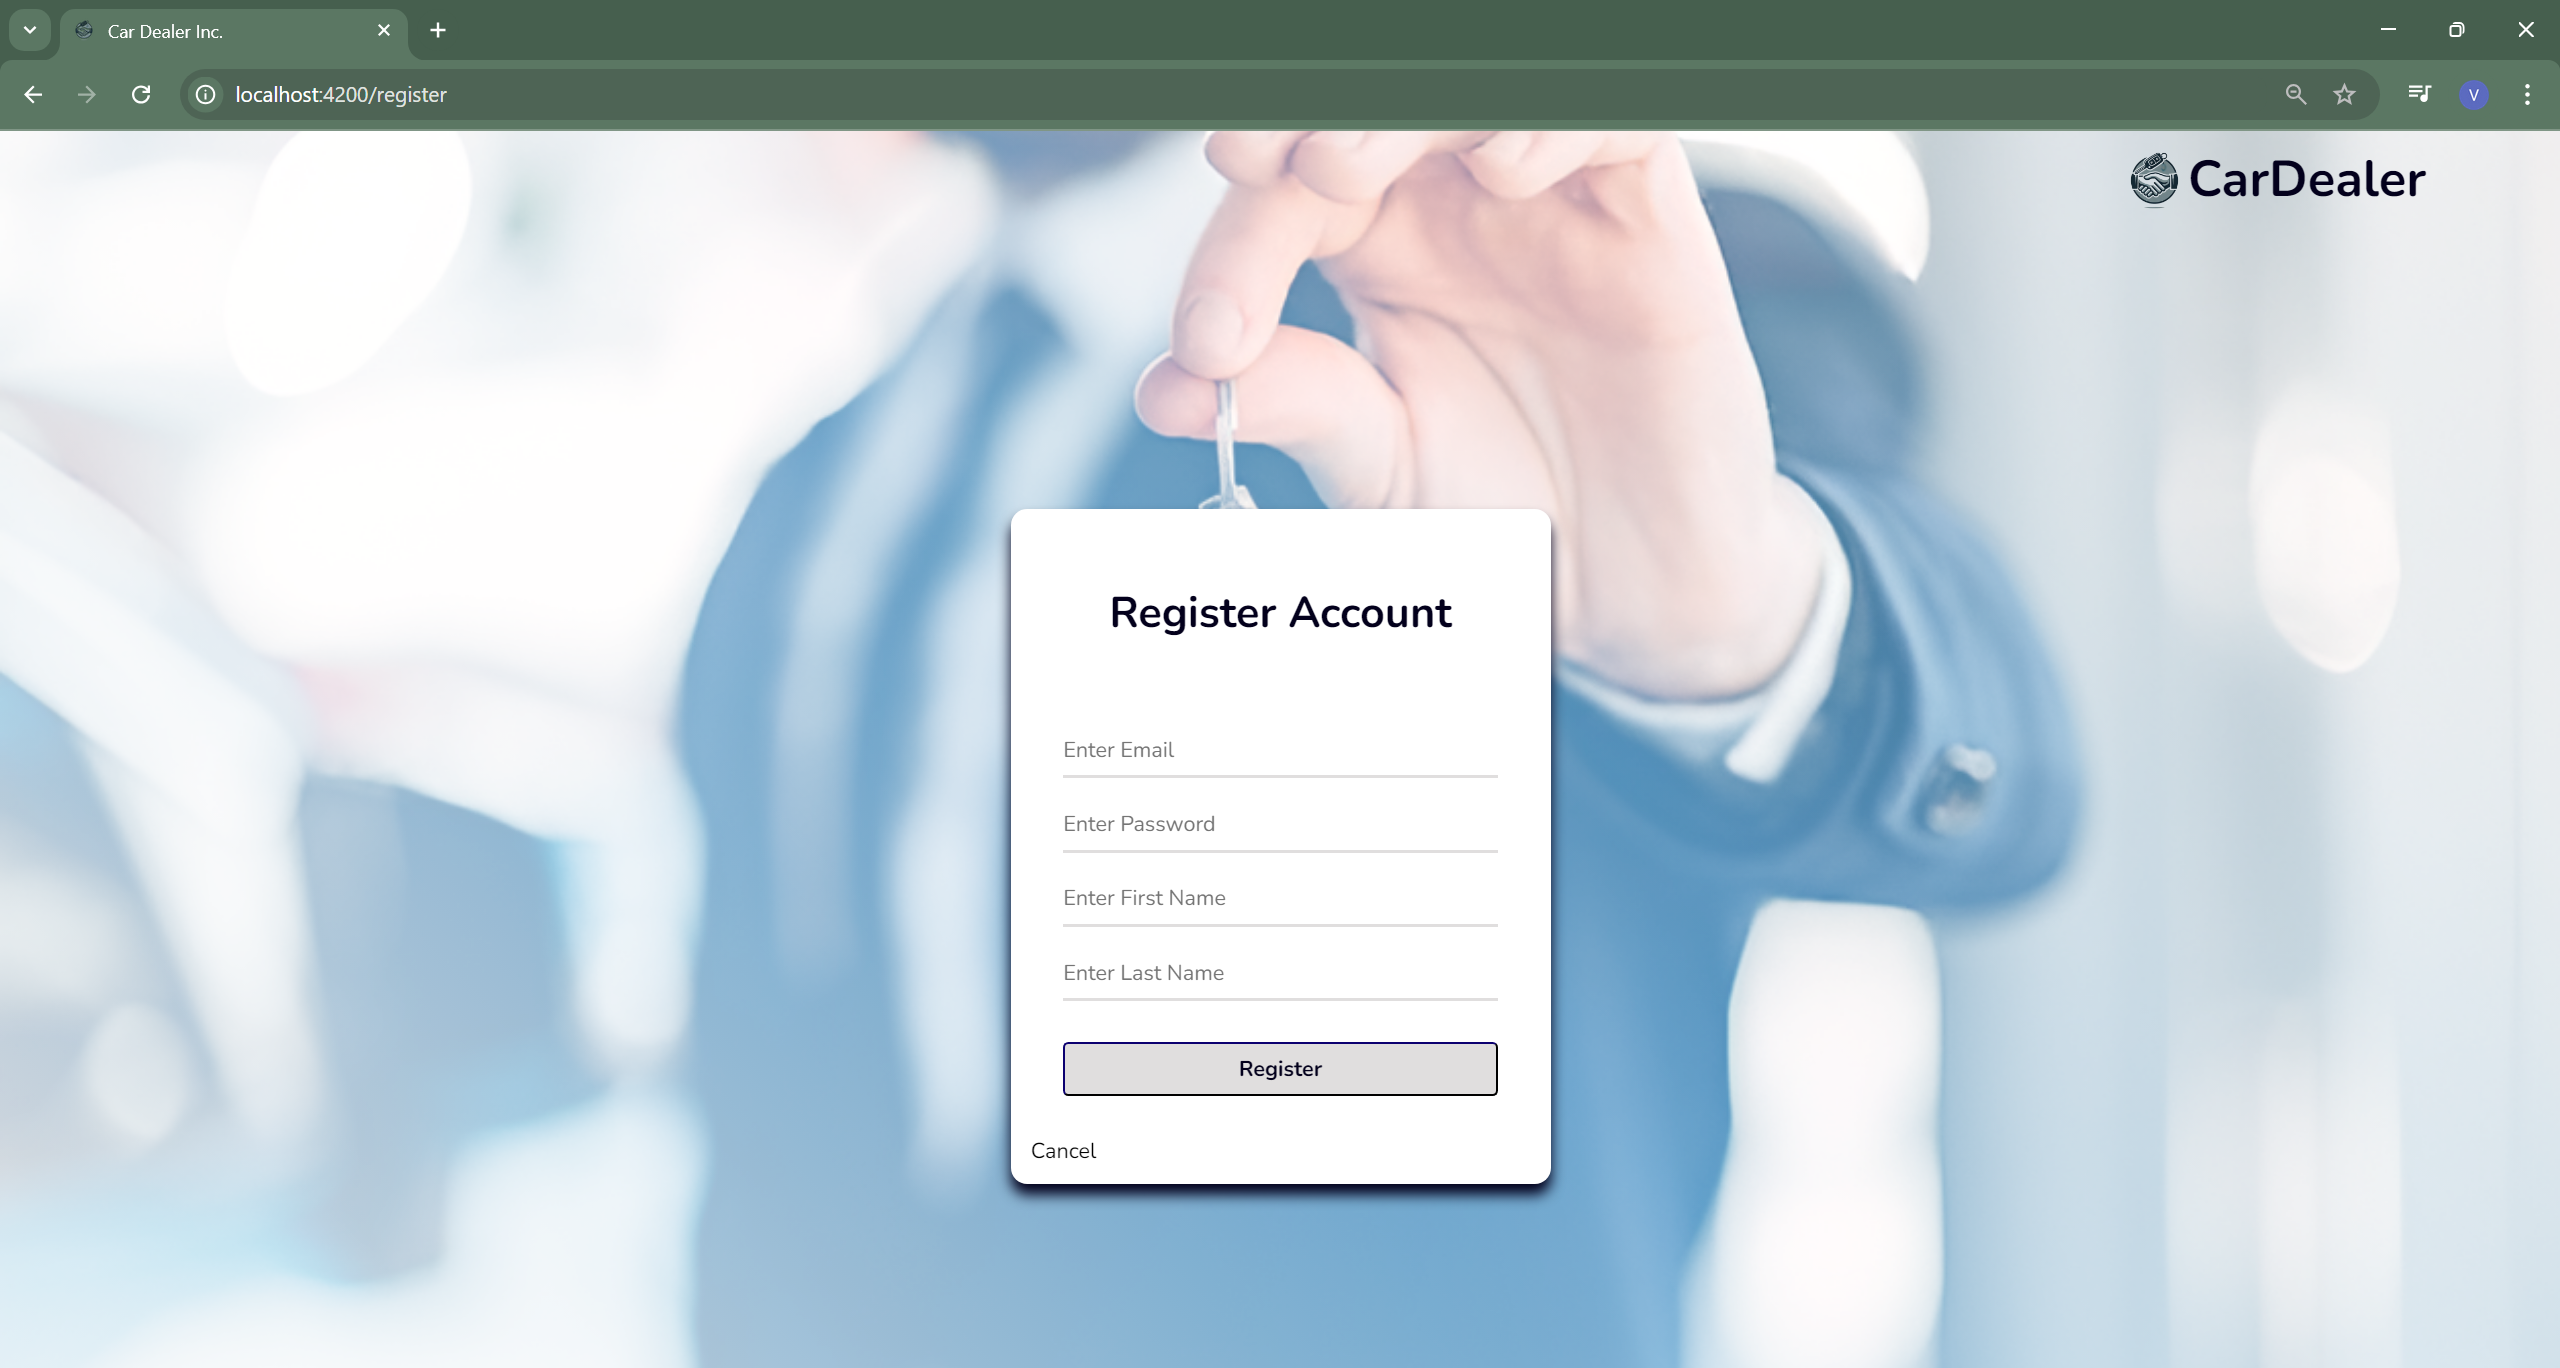 Car Dealer Inc.
localhost:4200/register
V
CarDealer
Register Account
Enter Email
Enter Password
Enter First Name
Enter Last Name
Register
Cancel